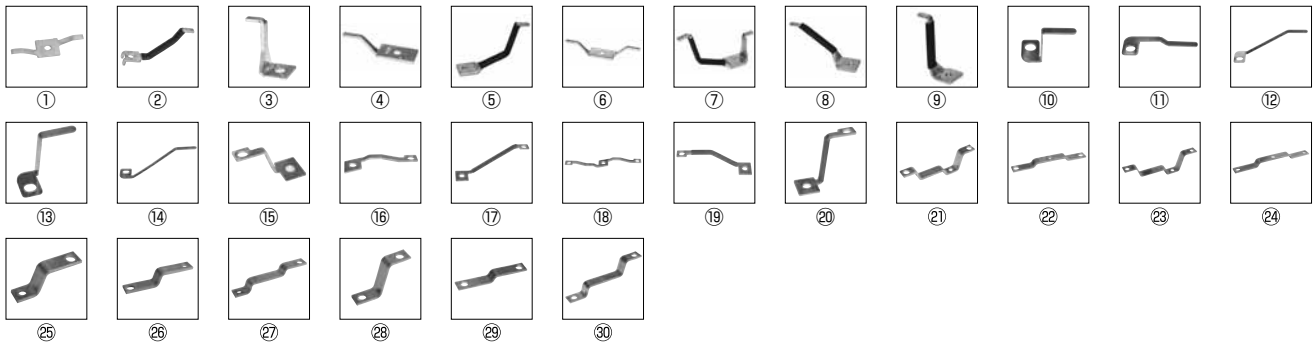 ① ② ③ ④ ⑤ ⑥ ⑦ ⑧ ⑨ ⑩ ⑪ ⑫
⑬ ⑭ ⑮ ⑯ ⑰ ⑱ ⑲ ⑳ ㉑ ㉒ ㉓ ㉔
㉕ ㉖ ㉗ ㉘ ㉙ ㉚